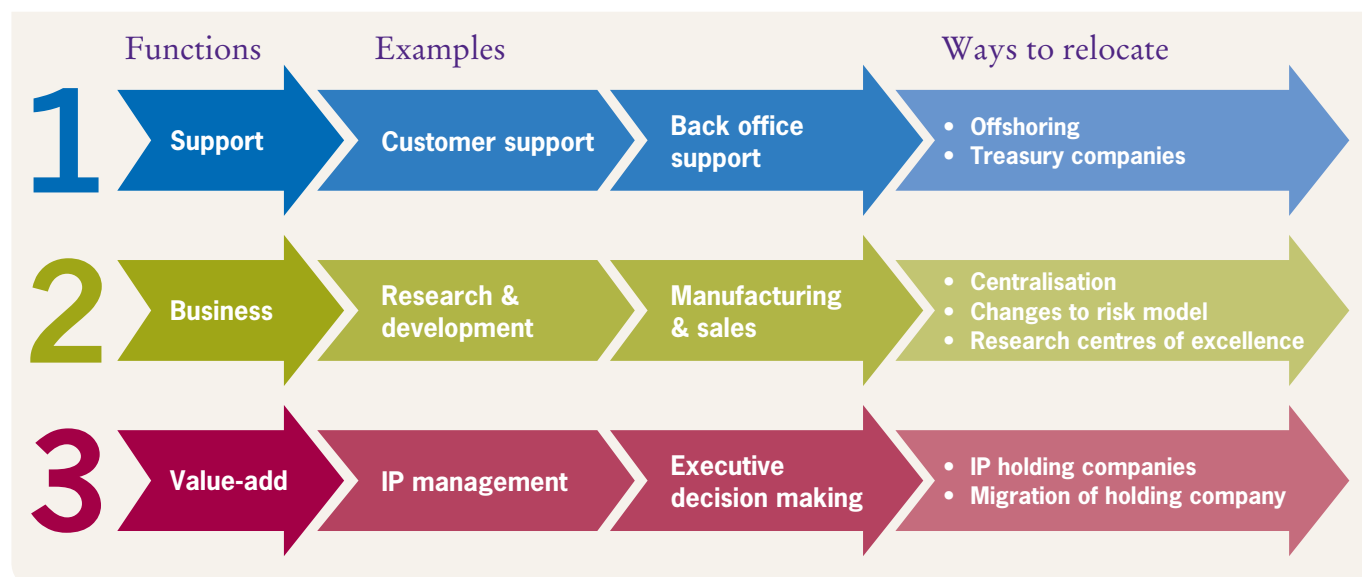 Functions
Examples
Ways to relocate
1
Support
Customer support
Back office
support
• Offshoring
• Treasury companies
2
Business
Research &
development
Manufacturing
& sales
• Centralisation
• Changes to risk model
• Research centres of excellence
3
Value-add
IP management
Executive
decision making
• IP holding companies
• Migration of holding company